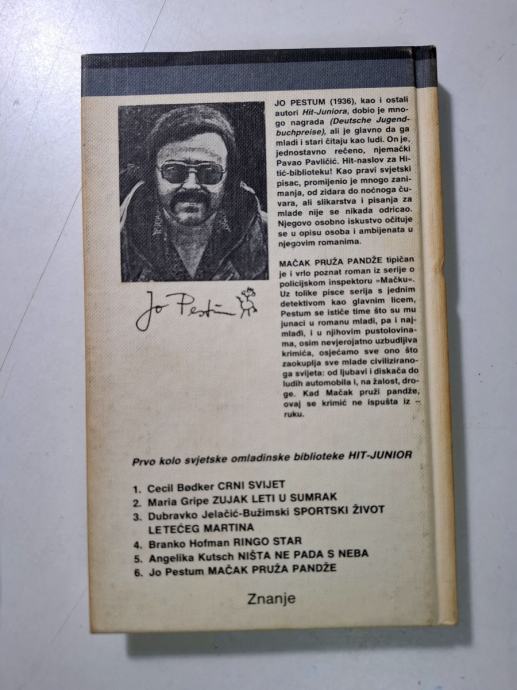 JO PESTUM (1936), kao i ostali
autori Hit-Juniora, dobio je mno-
go nagrada (Deutsche Jugend-
buchpreise), ali je glavno da ga
mladi i stari čitaju kao ludi. On je,
jednostavno rečeno, njemački
Pavao Pavličić. Hit-naslov za Hi-
tić-biblioteku! Kao pravi svjetski
pisac, promijenio je mnogo zani-
manja, od zidara do noćnoga ču-
vara, ali slikarstva i pisanja za
mlade nije se nikada odricao.
Njegovo osobno iskustvo očituje
se u opisu osoba i ambijenata u
njegovim romanima.
MAČAK PRUŽA PANDŽE tipičan
je i vrlo poznat roman iz serije o
policijskom inspektoru »Mačku«.
Uz tolike pisce serija s jednim
detektivom kao glavnim licem,
Pestum se ističe time što su mu
junaci u romanu mladi, pa i naj-
mlađi, i u njihovim pustolovina-
ma, osim nevjerojatno uzbudljiva
krimića, osjećamo sve ono što
zaokuplja sve mlade civilizirano-
ga svijeta: od ljubavi i diskača do
ludih automobila i, na žalost, dro-
ge. Kad Mačak pruži pandže,
ovaj se krimić ne ispušta iz
ruku.
Jo Pestum
Prvo kolo svjetske omladinske biblioteke HIT-JUNIOR
1. Cecil Bødker CRNI SVIJET
2. Maria Gripe ZUJAK LETI U SUMRAK
3. Dubravko Jelačić-Bužimski SPORTSKI ŽIVOT
LETEĆEG MARTINA
4. Branko Hofman RINGO STAR
5. Angelika Kutsch NIŠTA NE PADA S NEBA
6. Jo Pestum MAČAK PRUŽA PANDŽE
Znanje